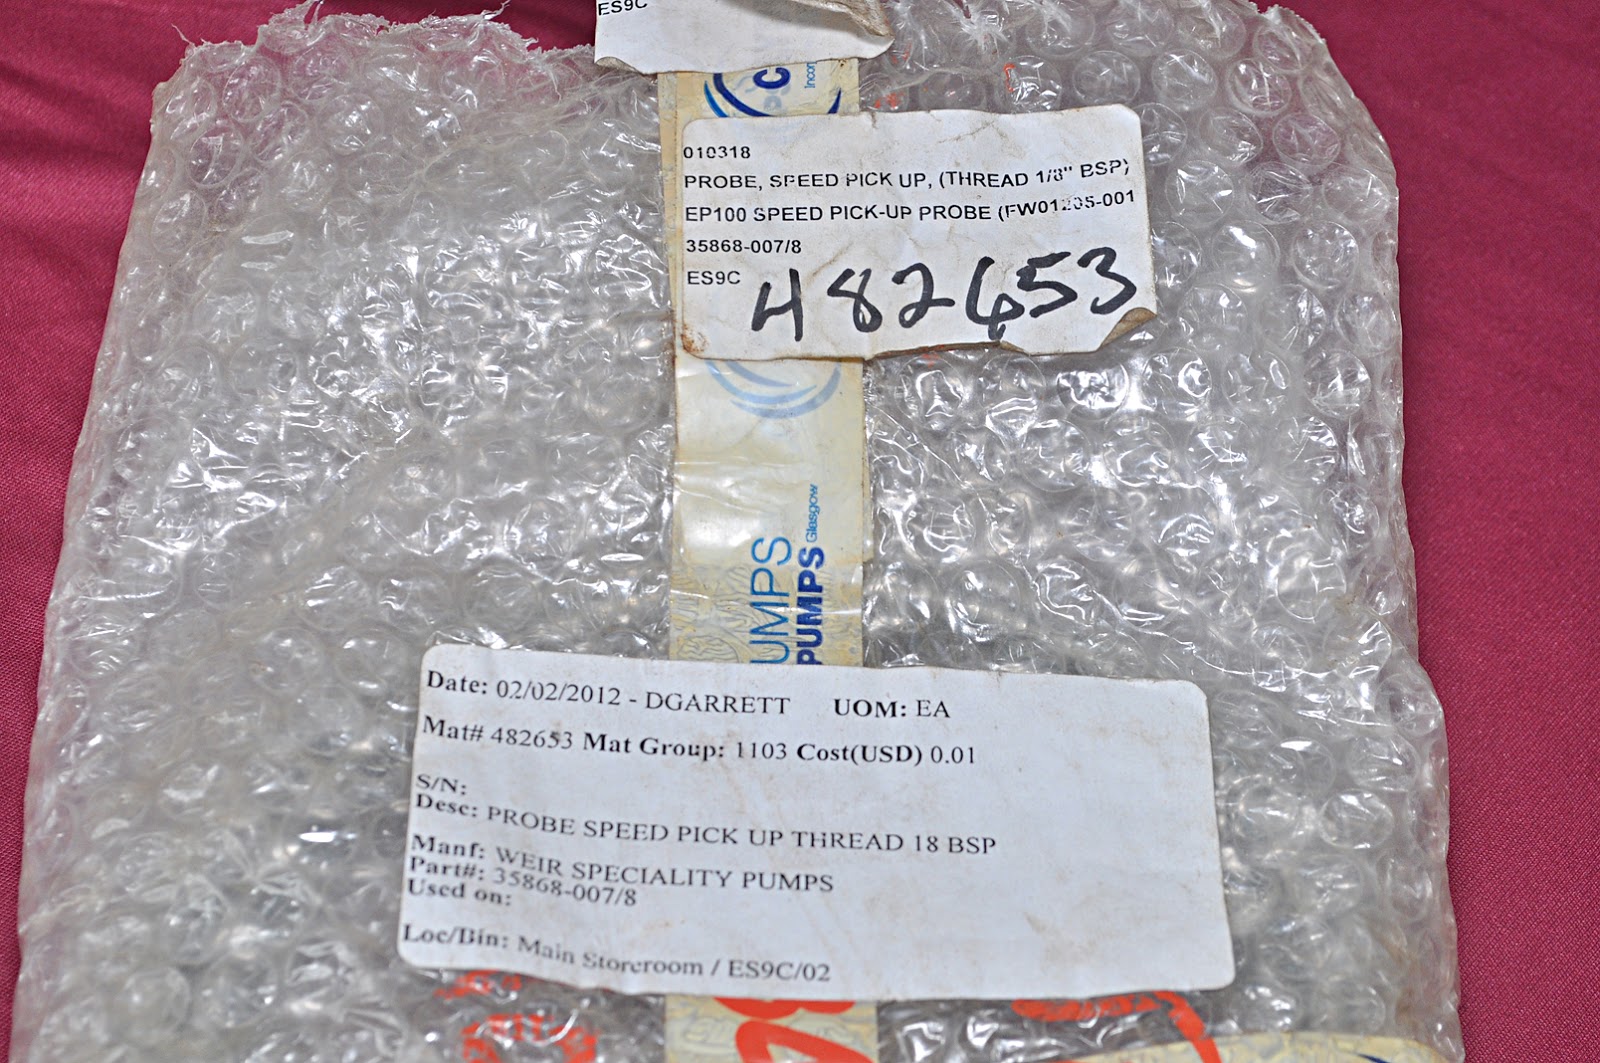 ES9C
010318
PROBE, SPEED PICK UP, (THREAD 1/8" BSP)
EP100 SPEED PICK-UP PROBE (FW01205-001
35868-007/8
ES9C
482653
UMPS
PUMPS Glasgow
Date: 02/02/2012 - DGARRETT UOM: EA
Mat# 482653 Mat Group: 1103 Cost(USD) 0.01
S/N:
Desc: PROBE SPEED PICK UP THREAD 18 BSP
Manf: WEIR SPECIALITY PUMPS
Part#: 35868-007/8
Used on:
Loc/Bin: Main Storeroom / ES9C/02